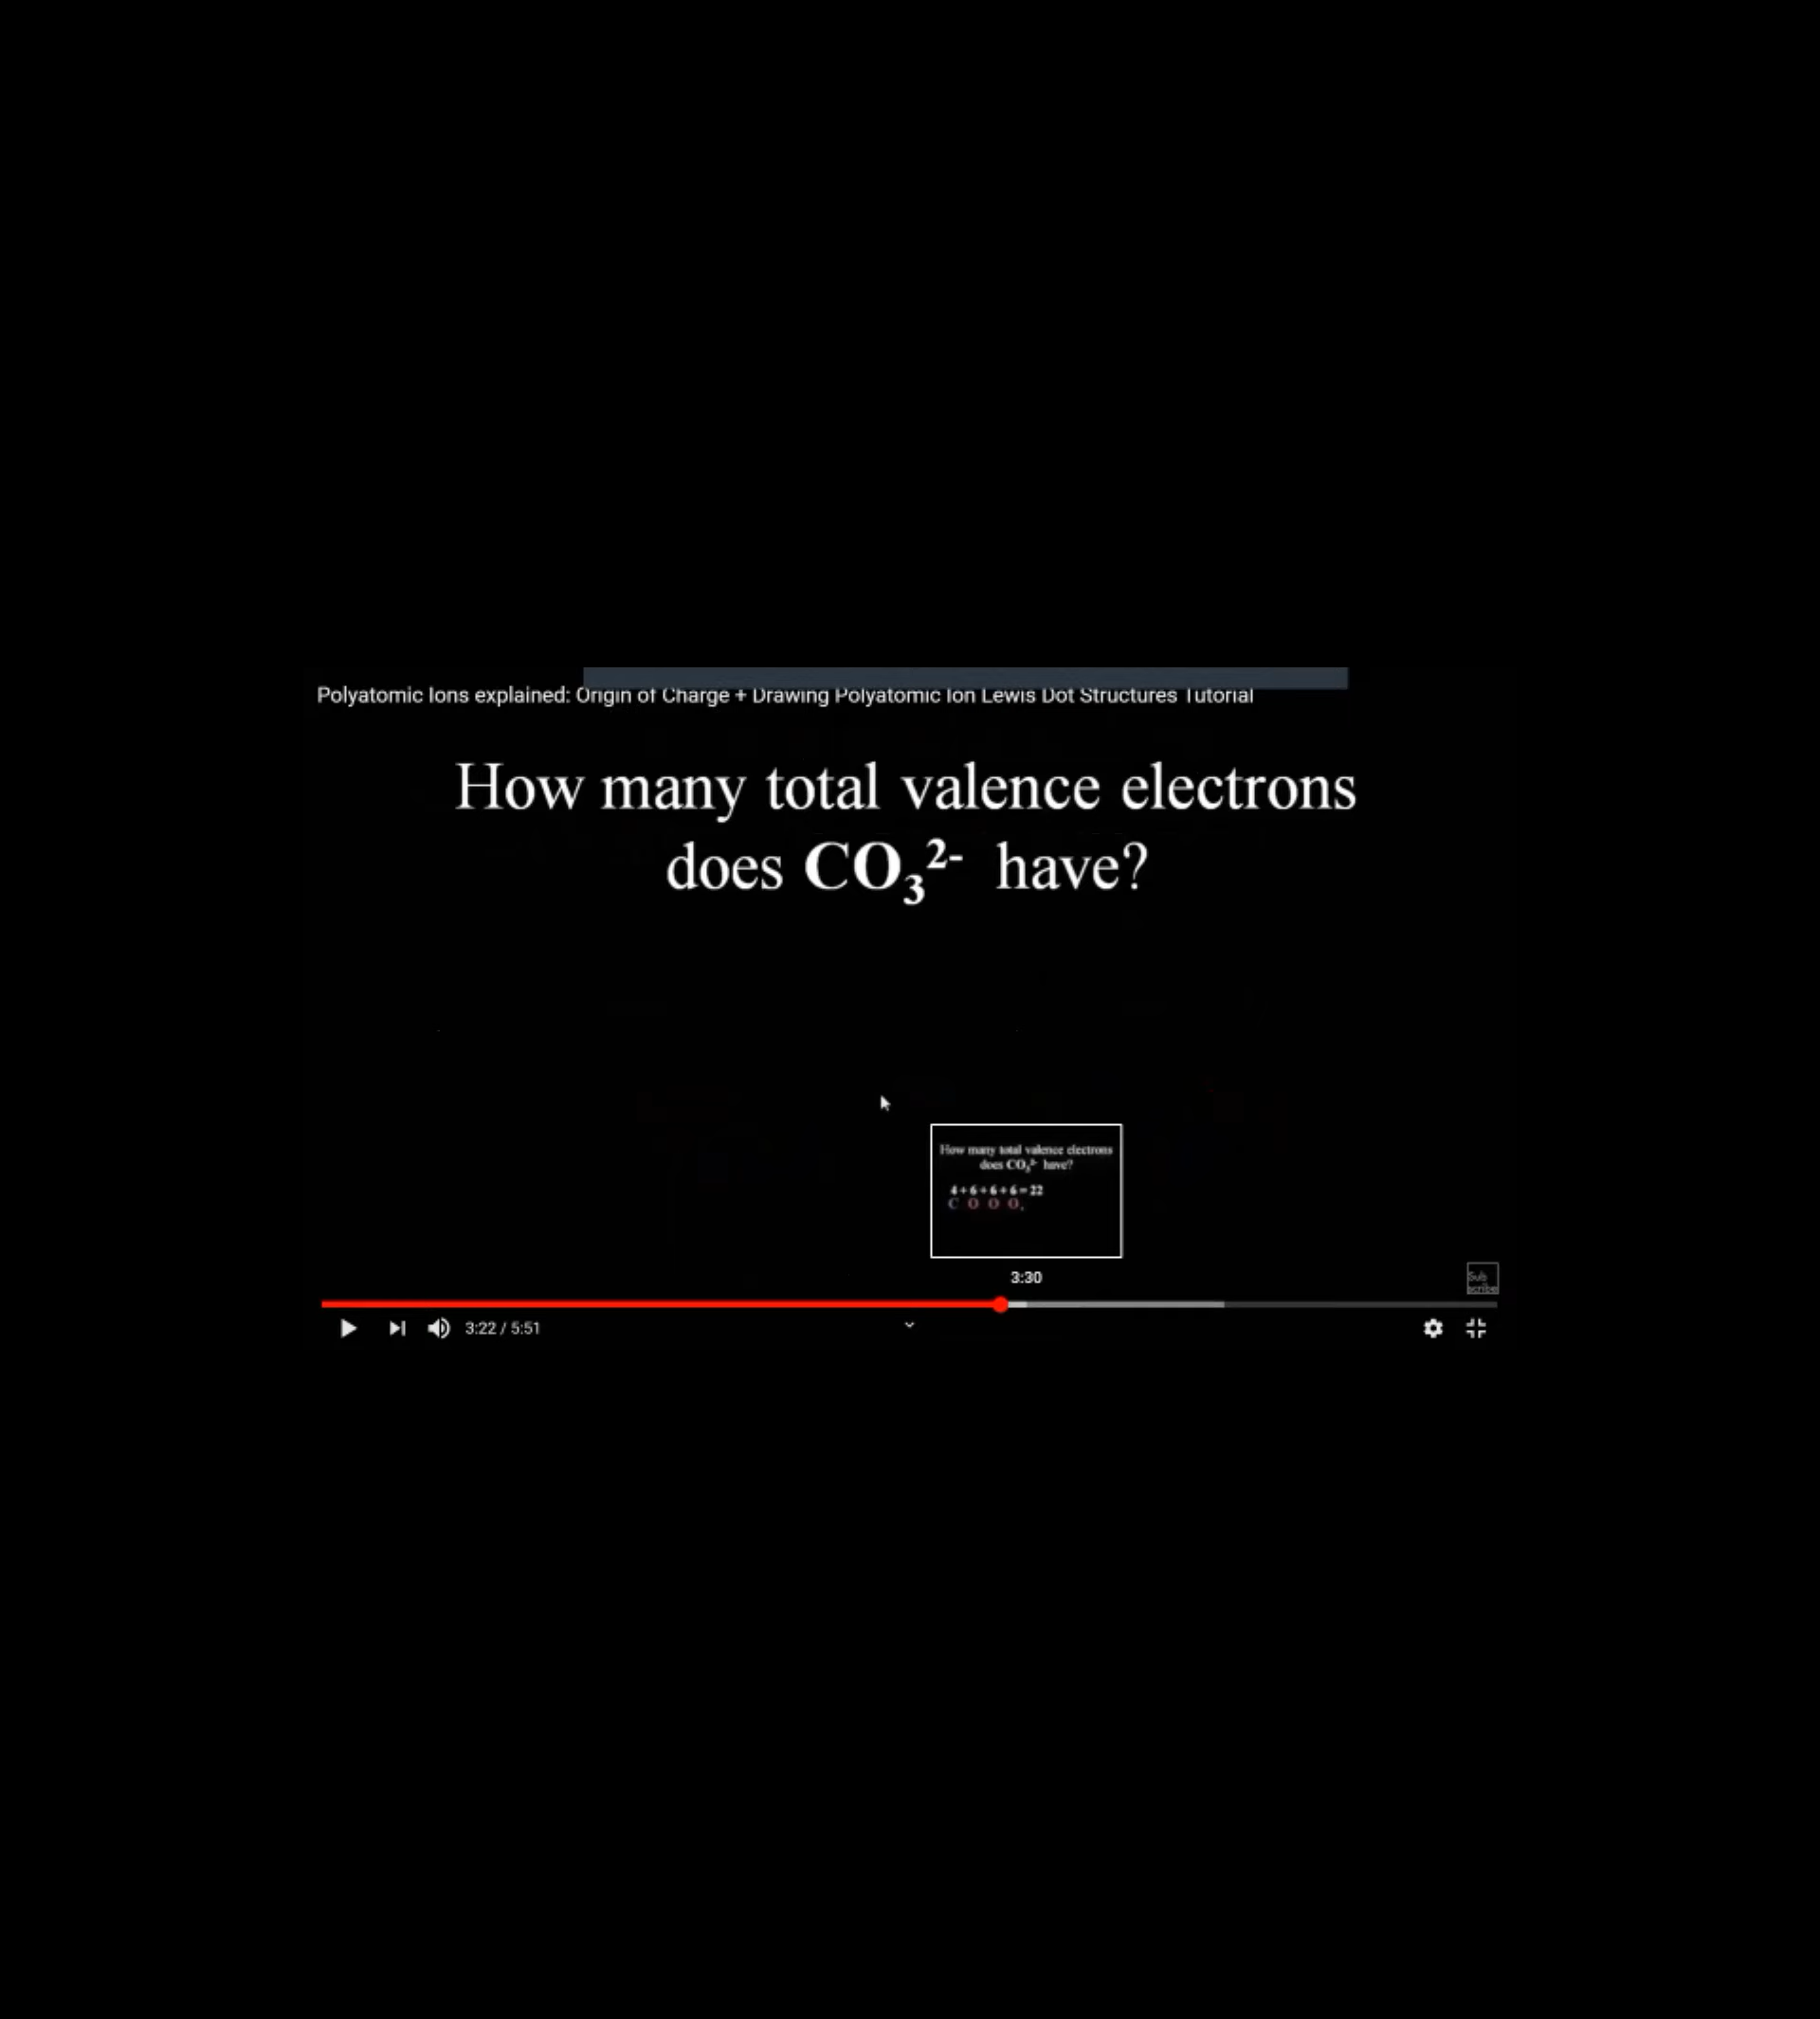 Polyatomic Ions explained: Origin of Charge + Drawing Polyatomic Ion Lewis Dot Structures Tutorial
How many total valence electrons
does CO₃²⁻ have?
How many total valence electrons
does CO₃²⁻ have?
4+6+6+6=22
C O O O,
3:30
Sub
scribe
3:22 / 5:51